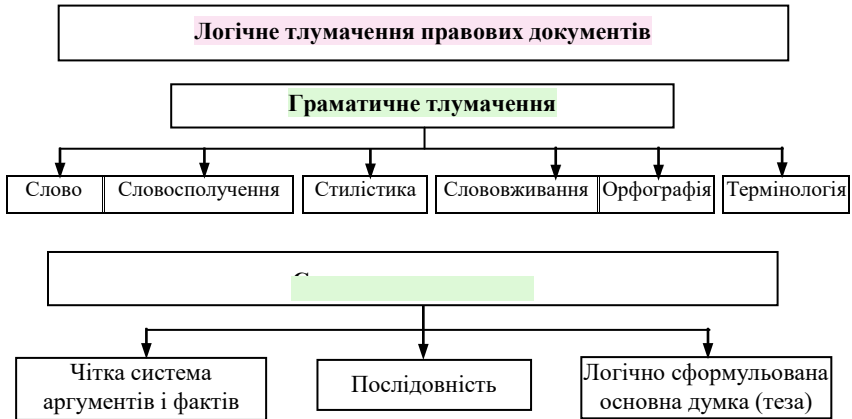 Логічне тлумачення правових документів
Граматичне тлумачення
Слово Словосполучення Стилістика Слововживання Орфографія Термінологія
Чітка система
аргументів і фактів
Послідовність
Логічно сформульована
основна думка (теза)